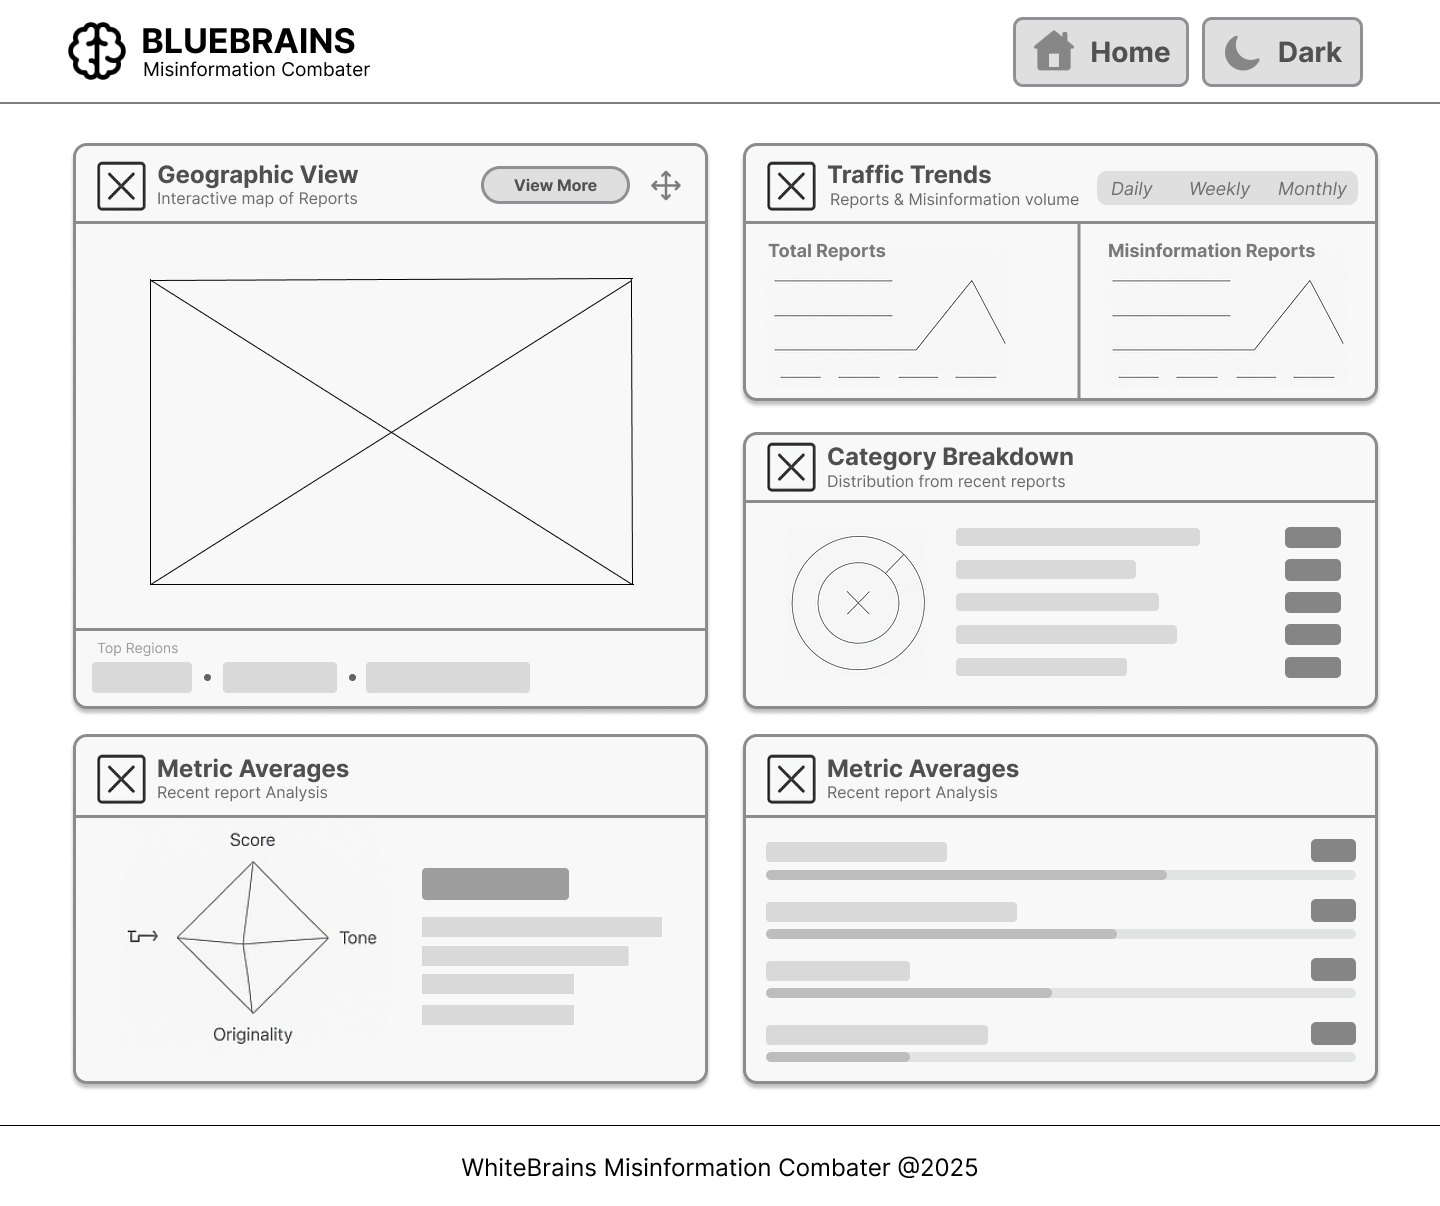 BLUEBRAINS
Misinformation Combater
Home
Dark
Geographic View
Interactive map of Reports
View More
Traffic Trends
Reports & Misinformation volume
Daily Weekly Monthly
Total Reports
Misinformation Reports
Category Breakdown
Distribution from recent reports
Top Regions
Metric Averages
Recent report Analysis
Score
Tone
Originality
Metric Averages
Recent report Analysis
WhiteBrains Misinformation Combater @2025